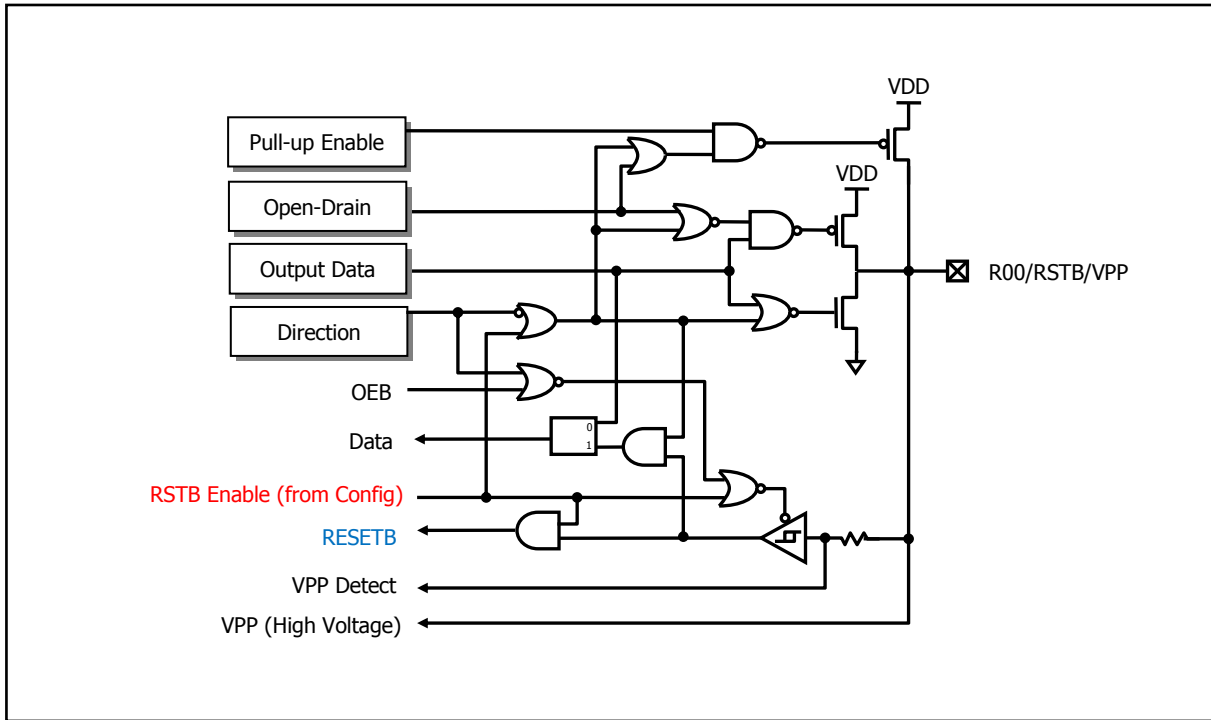 VDD
Pull-up Enable
VDD
Open-Drain
Output Data
R00/RSTB/VPP
Direction
OEB
0
Data
1
RSTB Enable (from Config)
RESETB
VPP Detect
VPP (High Voltage)